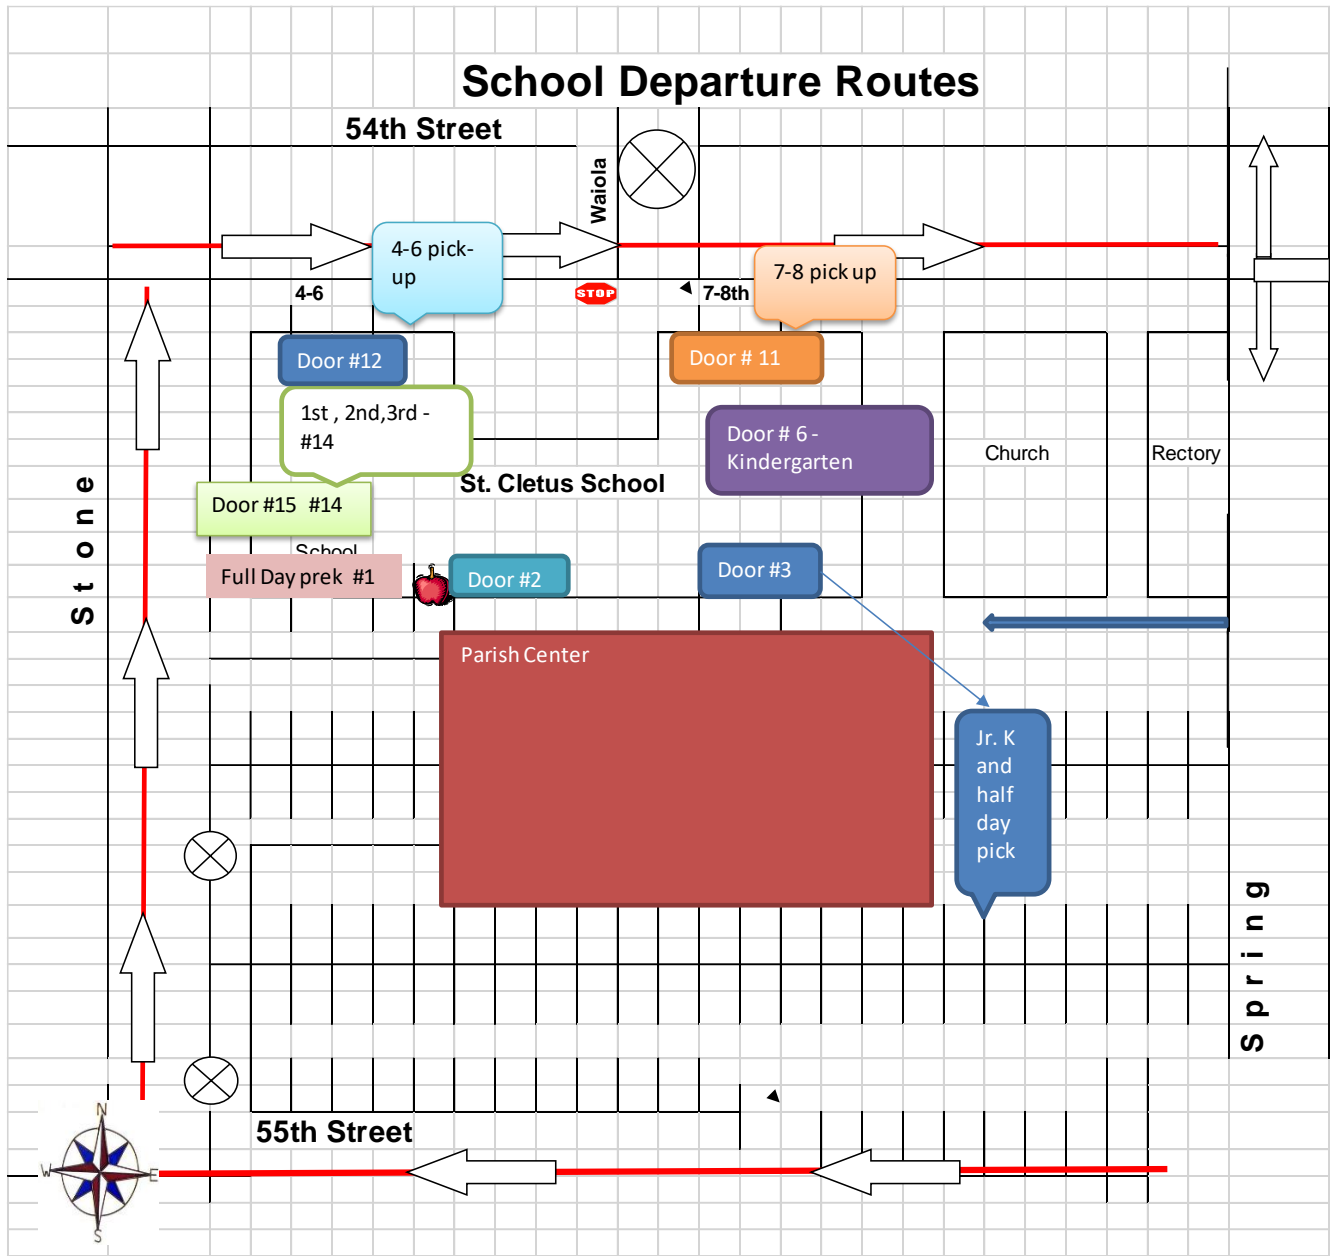 School Departure Routes
54th Street
Waiola
4-6 pick-
up
7-8 pick up
4-6
STOP
7-8th
Door #12
Door # 11
1st , 2nd,3rd -
#14
Door # 6 -
Kindergarten
Church
Rectory
Stone
St. Cletus School
Door #15 #14
School
Full Day prek #1
Door #2
Door #3
Parish Center
Jr. K
and
half
day
pick
Spring
55th Street
N
W
E
S